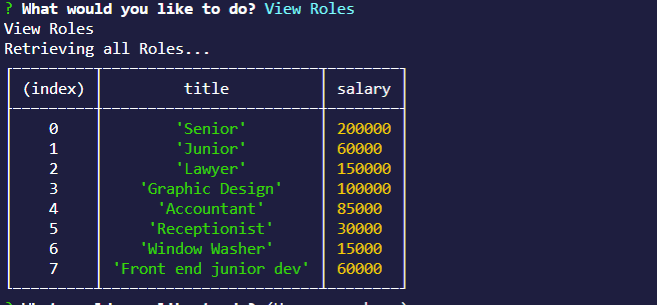 ? What would you like to do? View Roles
View Roles
Retrieving all Roles...
(index) title salary
0 'Senior' 200000
1 'Junior' 60000
2 'Lawyer' 150000
3 'Graphic Design' 100000
4 'Accountant' 85000
5 'Receptionist' 30000
6 'Window Washer' 15000
7 'Front end junior dev' 60000